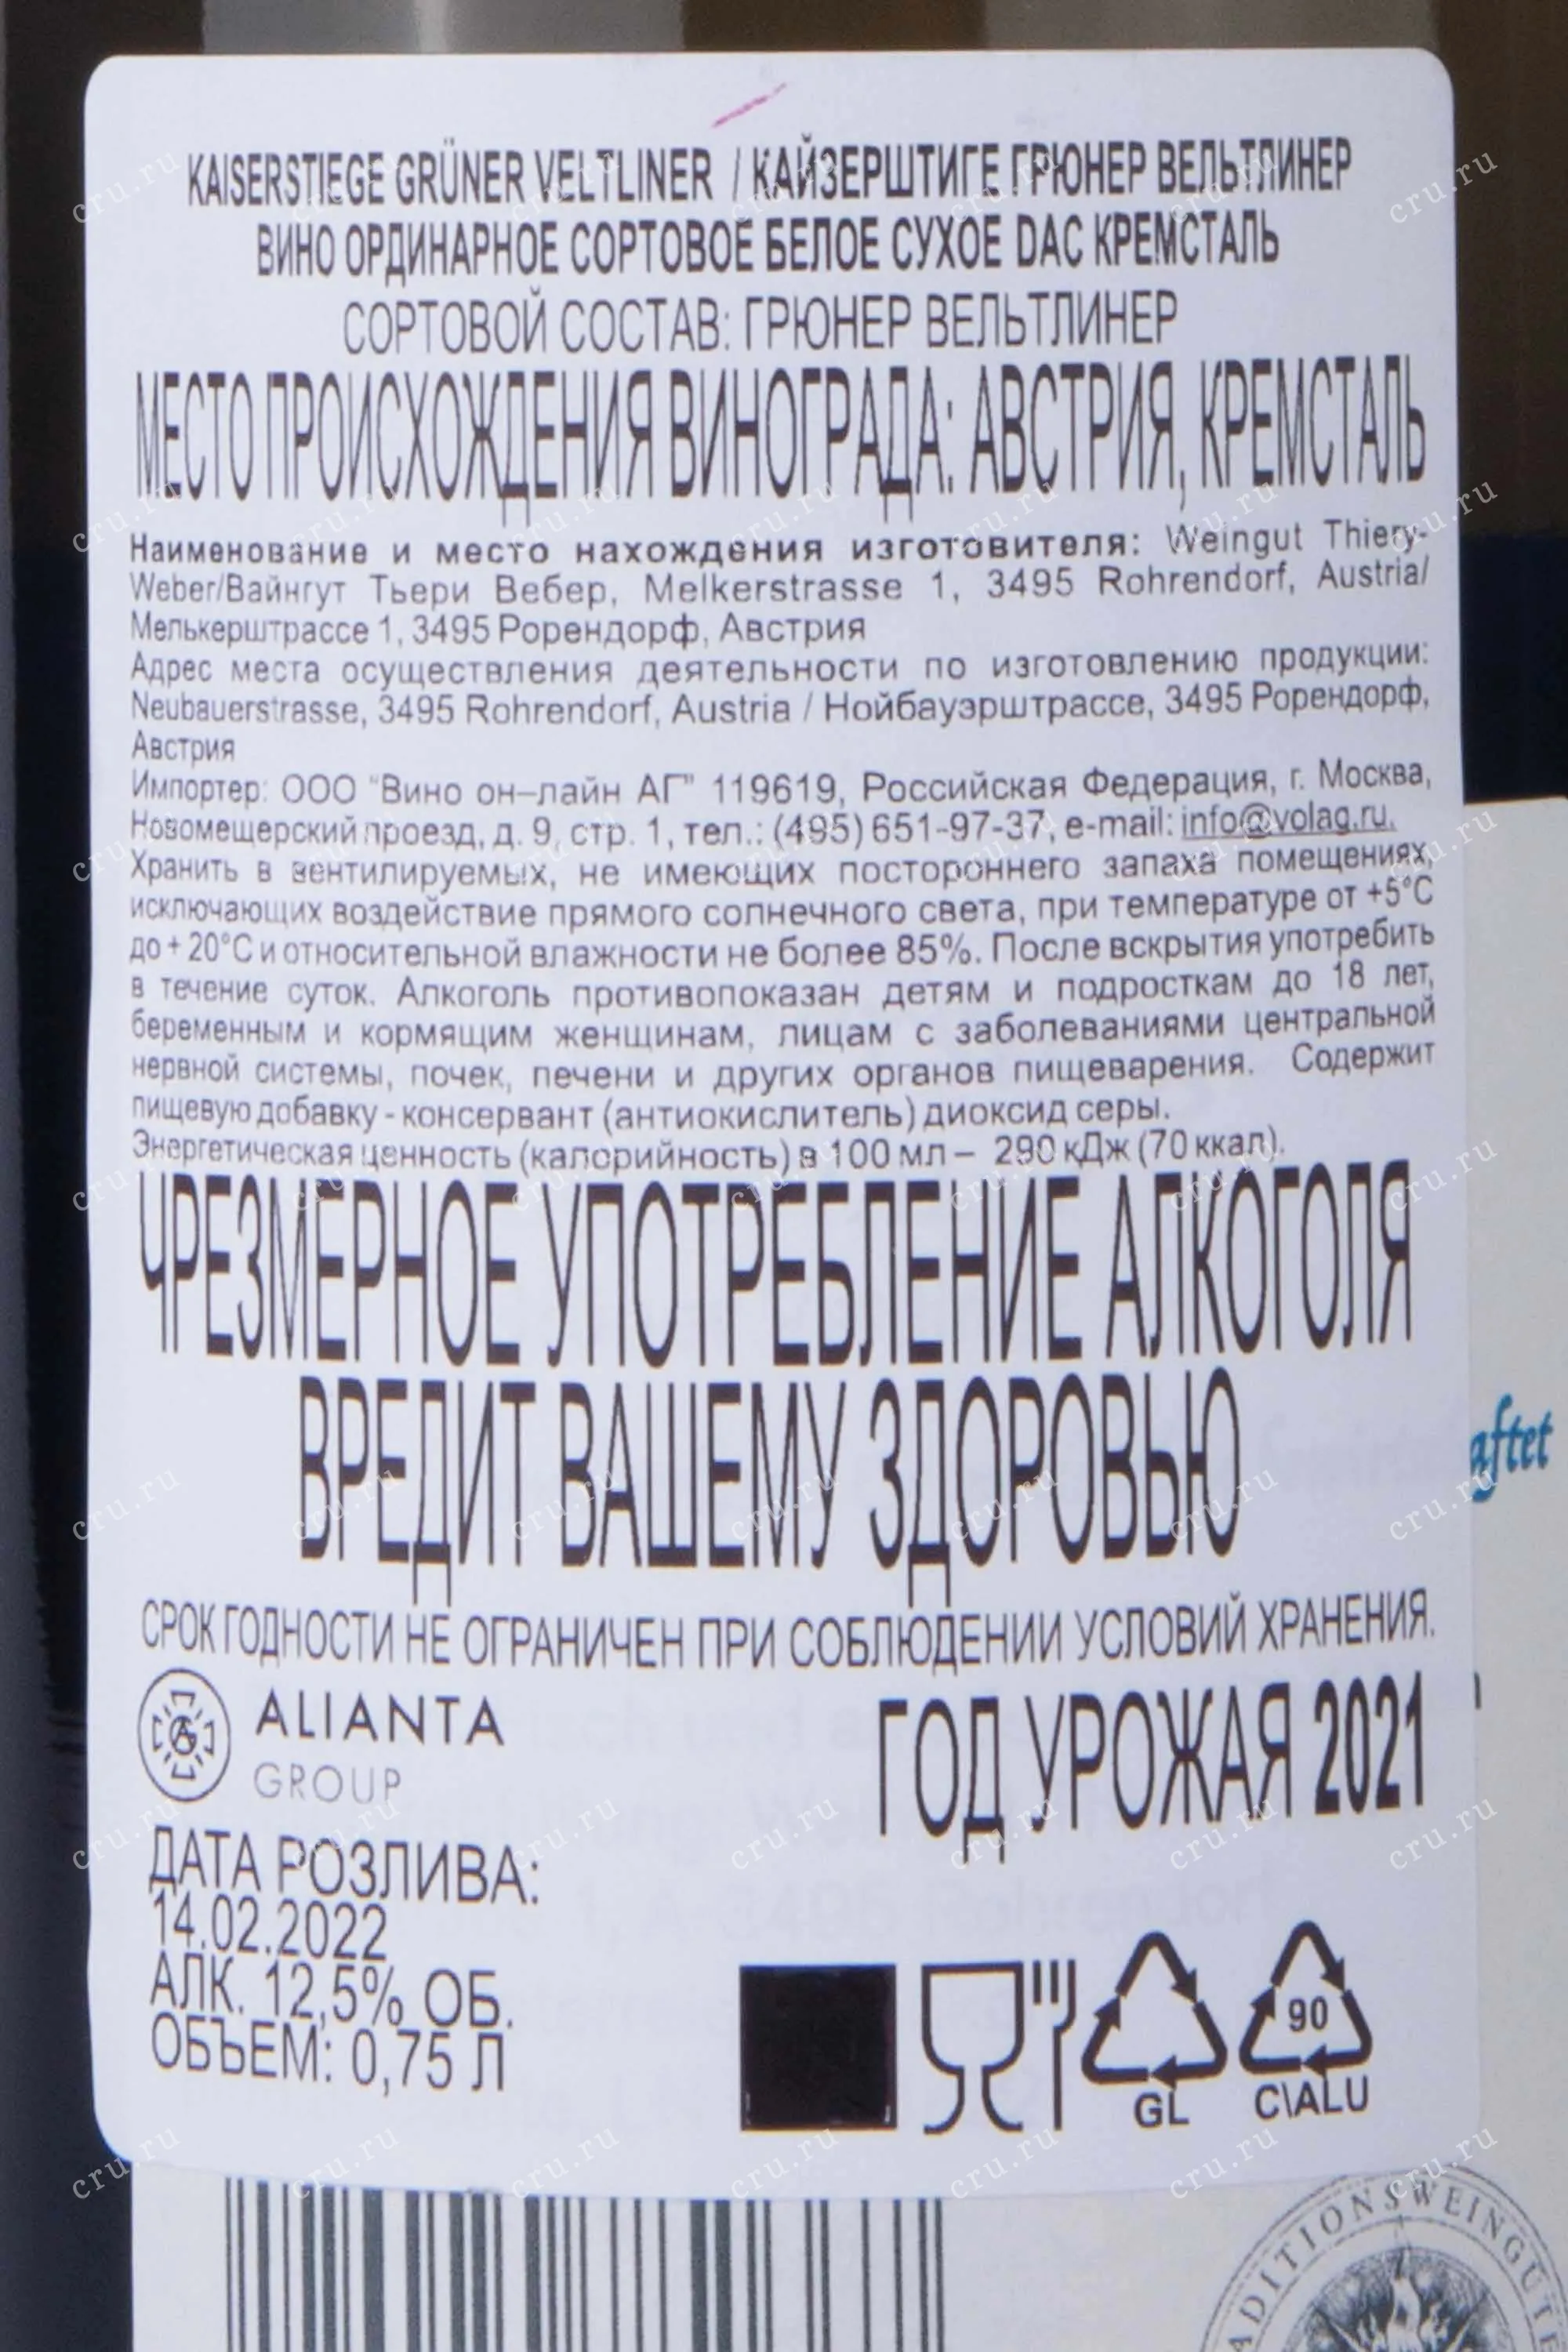 KAISERSTIEGE GRÜNER VELTLINER / КАЙЗЕРШТИГЕ ГРЮНЕР ВЕЛЬТЛИНЕР
ВИНО ОРДИНАРНОЕ СОРТОВОЕ БЕЛОЕ СУХОЕ DAC КРЕМСТАЛЬ
СОРТОВОЙ СОСТАВ: ГРЮНЕР ВЕЛЬТЛИНЕР
МЕСТО ПРОИСХОЖДЕНИЯ ВИНОГРАДА: АВСТРИЯ, КРЕМСТАЛЬ
Наименование и место нахождения изготовителя: Weingut Thiery-
Weber/Вайнгут Тьери Вебер, Melkerstrasse 1, 3495 Rohrendorf, Austria/
Мелькерштрассе 1, 3495 Рорендорф, Австрия
Адрес места осуществления деятельности по изготовлению продукции:
Neubauerstrasse, 3495 Rohrendorf, Austria / Нойбауэрштрассе, 3495 Рорендорф,
Австрия
Импортер: ООО "Вино он–лайн АГ" 119619, Российская Федерация, г. Москва,
Новомещерский проезд, д. 9, стр. 1, тел.: (495) 651-97-37, e-mail: info@volag.ru.
Хранить в вентилируемых, не имеющих постороннего запаха помещениях,
исключающих воздействие прямого солнечного света, при температуре от +5°C
до + 20°C и относительной влажности не более 85%. После вскрытия употребить
в течение суток. Алкоголь противопоказан детям и подросткам до 18 лет,
беременным и кормящим женщинам, лицам с заболеваниями центральной
нервной системы, почек, печени и других органов пищеварения. Содержит
пищевую добавку - консервант (антиокислитель) диоксид серы.
Энергетическая ценность (калорийность) в 100 мл – 290 кДж (70 ккал).
ЧРЕЗМЕРНОЕ УПОТРЕБЛЕНИЕ АЛКОГОЛЯ
ВРЕДИТ ВАШЕМУ ЗДОРОВЬЮ
СРОК ГОДНОСТИ НЕ ОГРАНИЧЕН ПРИ СОБЛЮДЕНИИ УСЛОВИЙ ХРАНЕНИЯ.
ALIANTA
GROUP
ГОД УРОЖАЯ 2021
ДАТА РОЗЛИВА:
14.02.2022
АЛК. 12,5% ОБ.
ОБЪЕМ: 0,75 Л
90
GL
C\ALU
aftet
ADITIONSWEINGUT
cru.ru